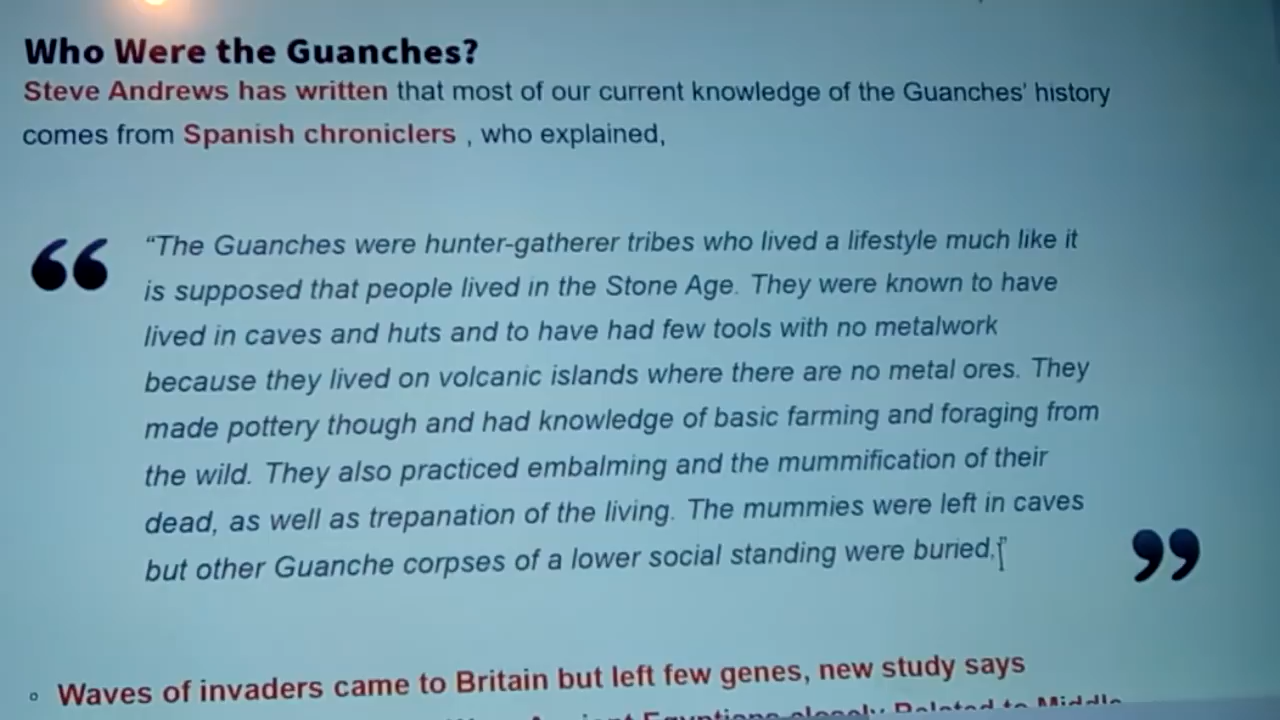 Who Were the Guanches?
Steve Andrews has written that most of our current knowledge of the Guanches' history
comes from Spanish chroniclers , who explained,
“The Guanches were hunter-gatherer tribes who lived a lifestyle much like it
is supposed that people lived in the Stone Age. They were known to have
lived in caves and huts and to have had few tools with no metalwork
because they lived on volcanic islands where there are no metal ores. They
made pottery though and had knowledge of basic farming and foraging from
the wild. They also practiced embalming and the mummification of their
dead, as well as trepanation of the living. The mummies were left in caves
but other Guanche corpses of a lower social standing were buried.”
Waves of invaders came to Britain but left few genes, new study says
Egyptians closely Related to Middle